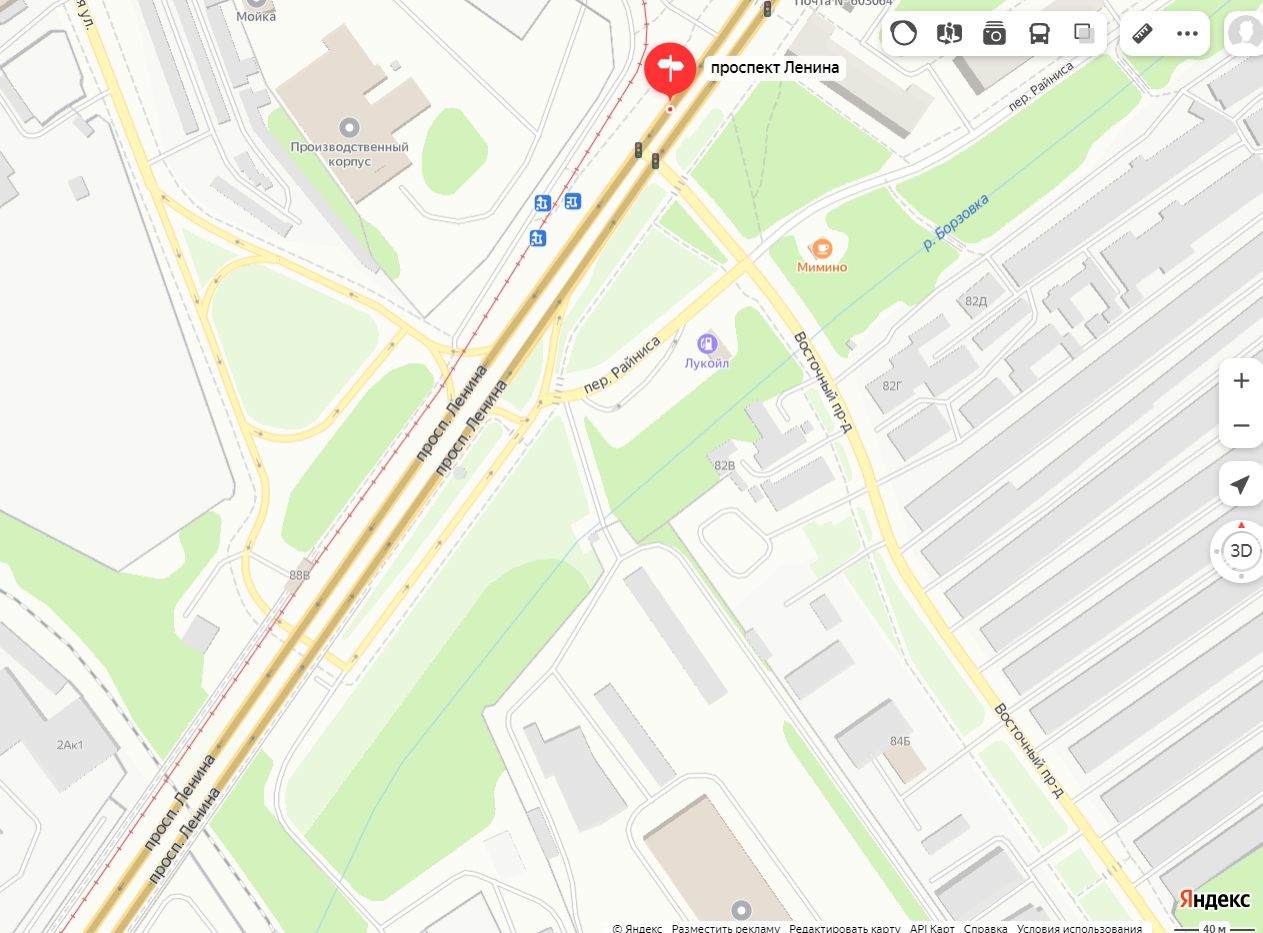 Мойка
Почта № 603064
проспект Ленина
пер. Райниса
Производственный
корпус
р. Борзовка
Мимино
82Д
Восточный пр-д
пер. Райниса
Лукойл
82Г
просп. Ленина
просп. Ленина
82В
3D
88В
2Ак1
84Б
Восточный пр-д
просп. Ленина
просп. Ленина
Яндекс
© Яндекс Разместить рекламу Редактировать карту API Карт Справка Условия использования
40 м